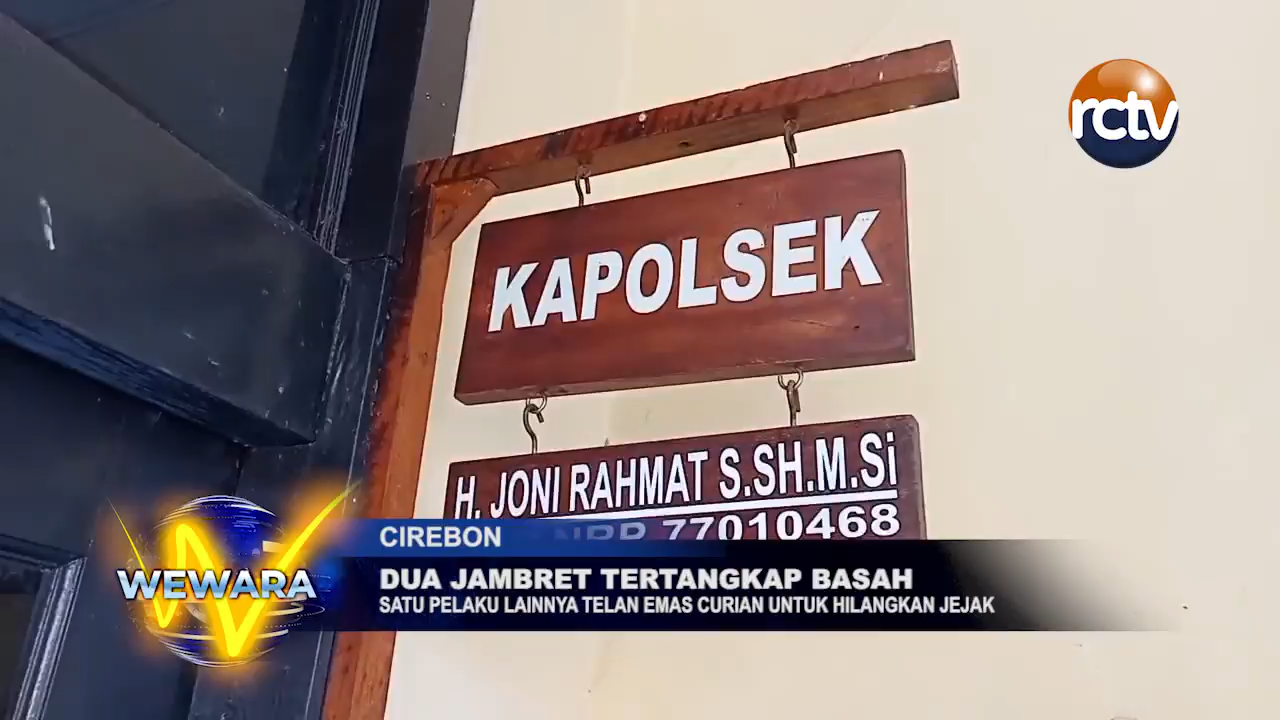 rctv
KAPOLSEK
H. JONI RAHMAT S.SH.M.Si
NRP 77010468
CIREBON
WEWARA
DUA JAMBRET TERTANGKAP BASAH
SATU PELAKU LAINNYA TELAN EMAS CURIAN UNTUK HILANGKAN JEJAK